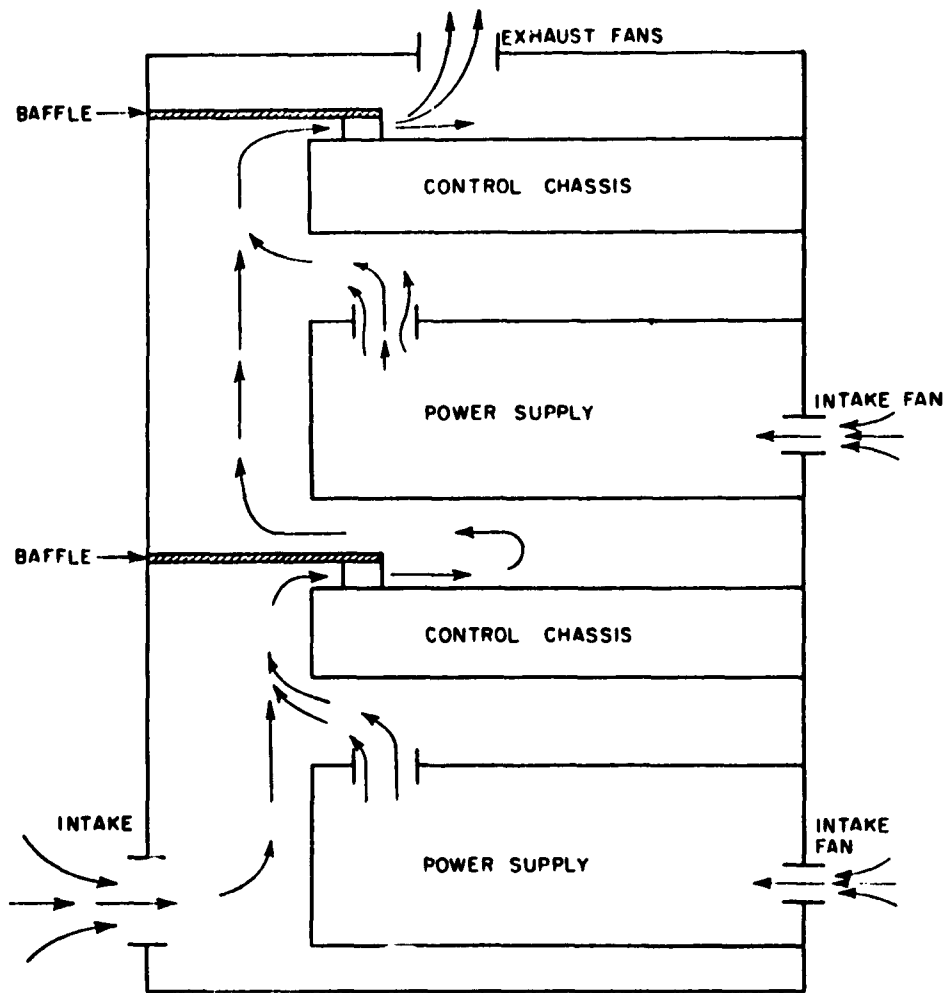 EXHAUST FANS
BAFFLE
CONTROL CHASSIS
INTAKE FAN
POWER SUPPLY
BAFFLE
CONTROL CHASSIS
INTAKE
INTAKE
FAN
POWER SUPPLY